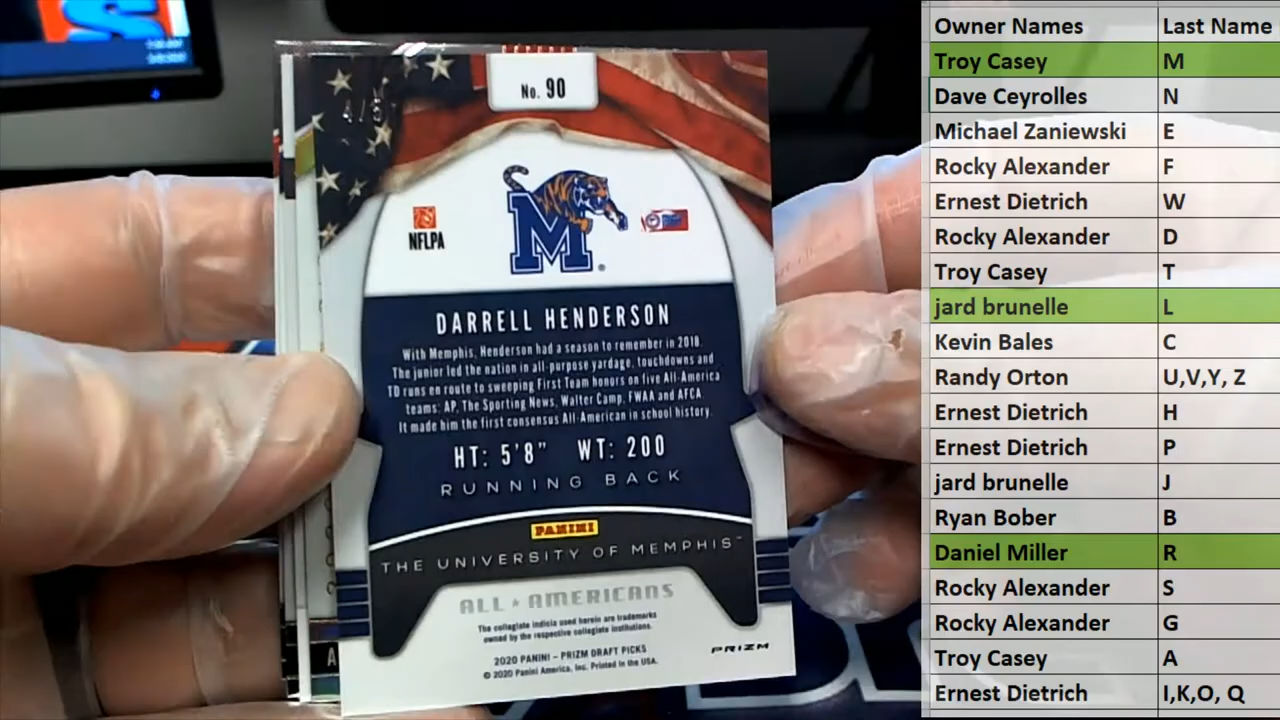 No. 90
NFLPA
M
DARRELL HENDERSON
With Memphis, Henderson had a season to remember in 2018.
The junior led the nation in all-purpose yardage, touchdowns and
TD runs en route to sweeping First Team honors on five All-America
teams: AP, The Sporting News, Walter Camp, FWAA and AFCA.
It made him the first consensus All-American in school history.
HT: 5'8" WT: 200
RUNNING BACK
PANINI
THE UNIVERSITY OF MEMPHIS™
ALL ★ AMERICANS
The collegiate indicia used herein are trademarks
owned by the respective collegiate institutions.
2020 PANINI – PRIZM DRAFT PICKS
© 2020 Panini America, Inc. Printed in the USA.
PRIZM
A
Owner Names Last Name
Troy Casey M
Dave Ceyrolles N
Michael Zaniewski E
Rocky Alexander F
Ernest Dietrich W
Rocky Alexander D
Troy Casey T
jard brunelle L
Kevin Bales C
Randy Orton U,V,Y, Z
Ernest Dietrich H
Ernest Dietrich P
jard brunelle J
Ryan Bober B
Daniel Miller R
Rocky Alexander S
Rocky Alexander G
Troy Casey A
Ernest Dietrich I,K,O, Q